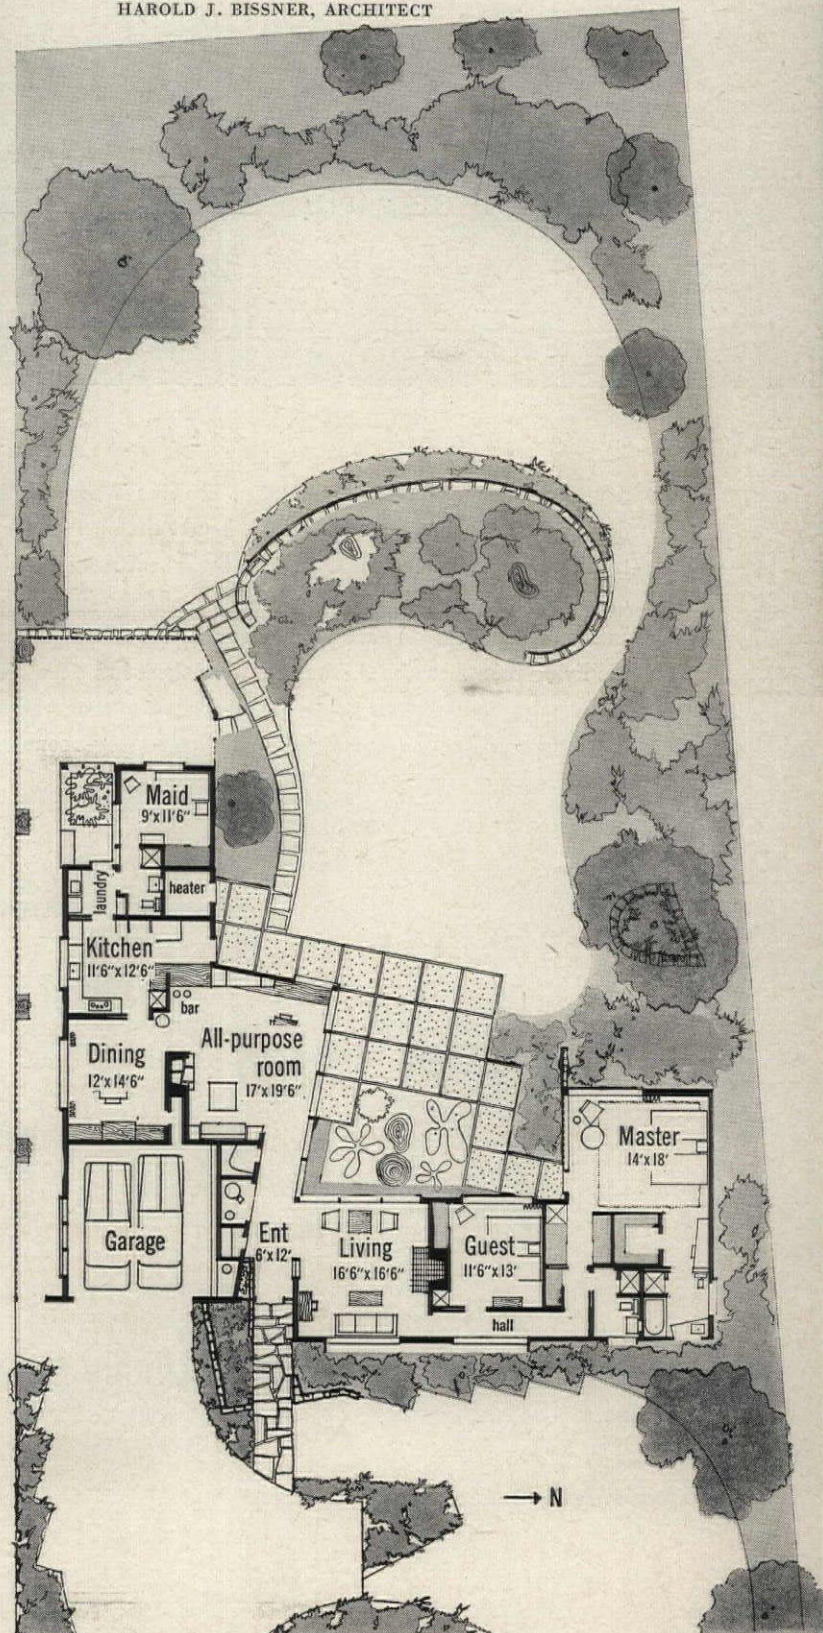 HAROLD J. BISSNER, ARCHITECT
Maid
9'x11'6"
laundry
heater
Kitchen
11'6"x12'6"
bar
All-purpose
room
17'x19'6"
Dining
12'x14'6"
Master
14'x18'
Garage
Ent
6'x12'
Living
16'6"x16'6"
Guest
11'6"x13'
hall
N